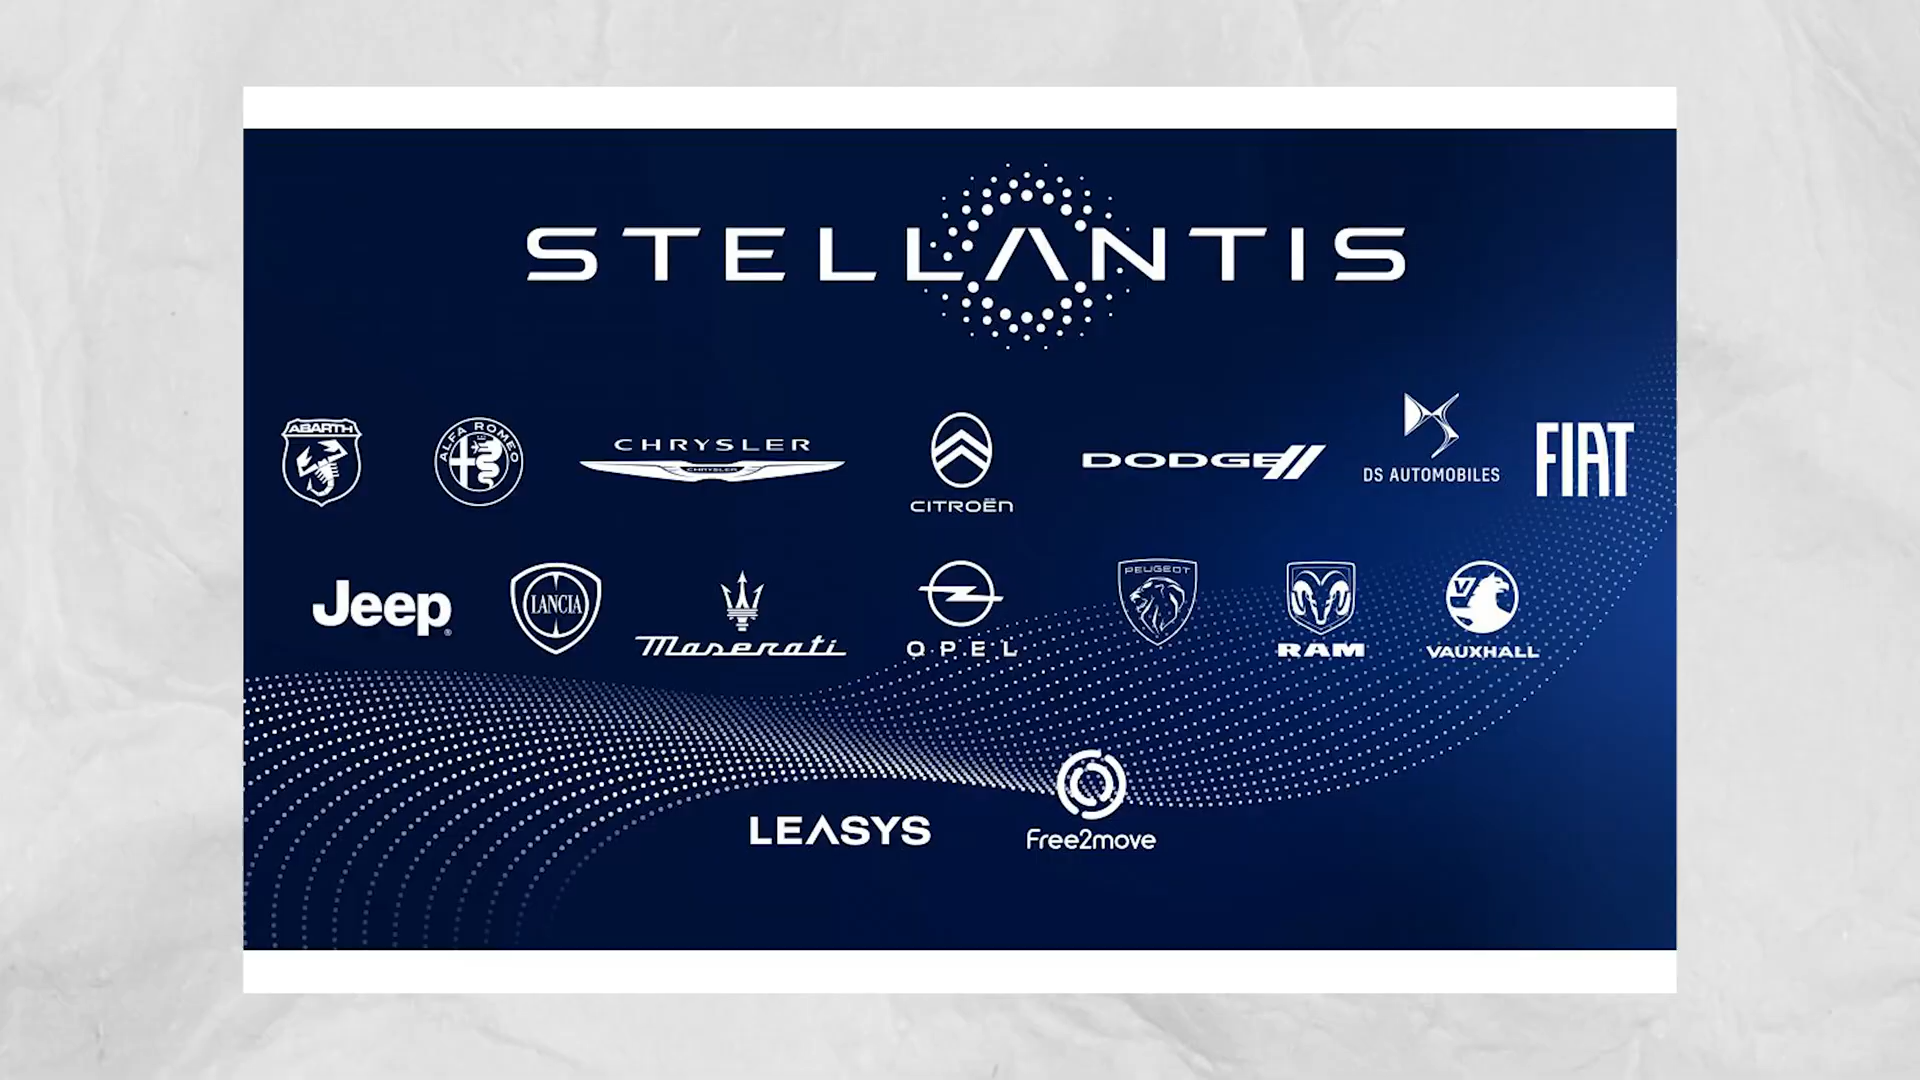 STELLANTIS
ABARTH
ALFA ROMEO
CHRYSLER
CHRYSLER
CITROËN
DODGE
DS AUTOMOBILES
FIAT
Jeep®
LANCIA
Maserati
OPEL
PEUGEOT
RAM
V
VAUXHALL
LEASYS
Free2move